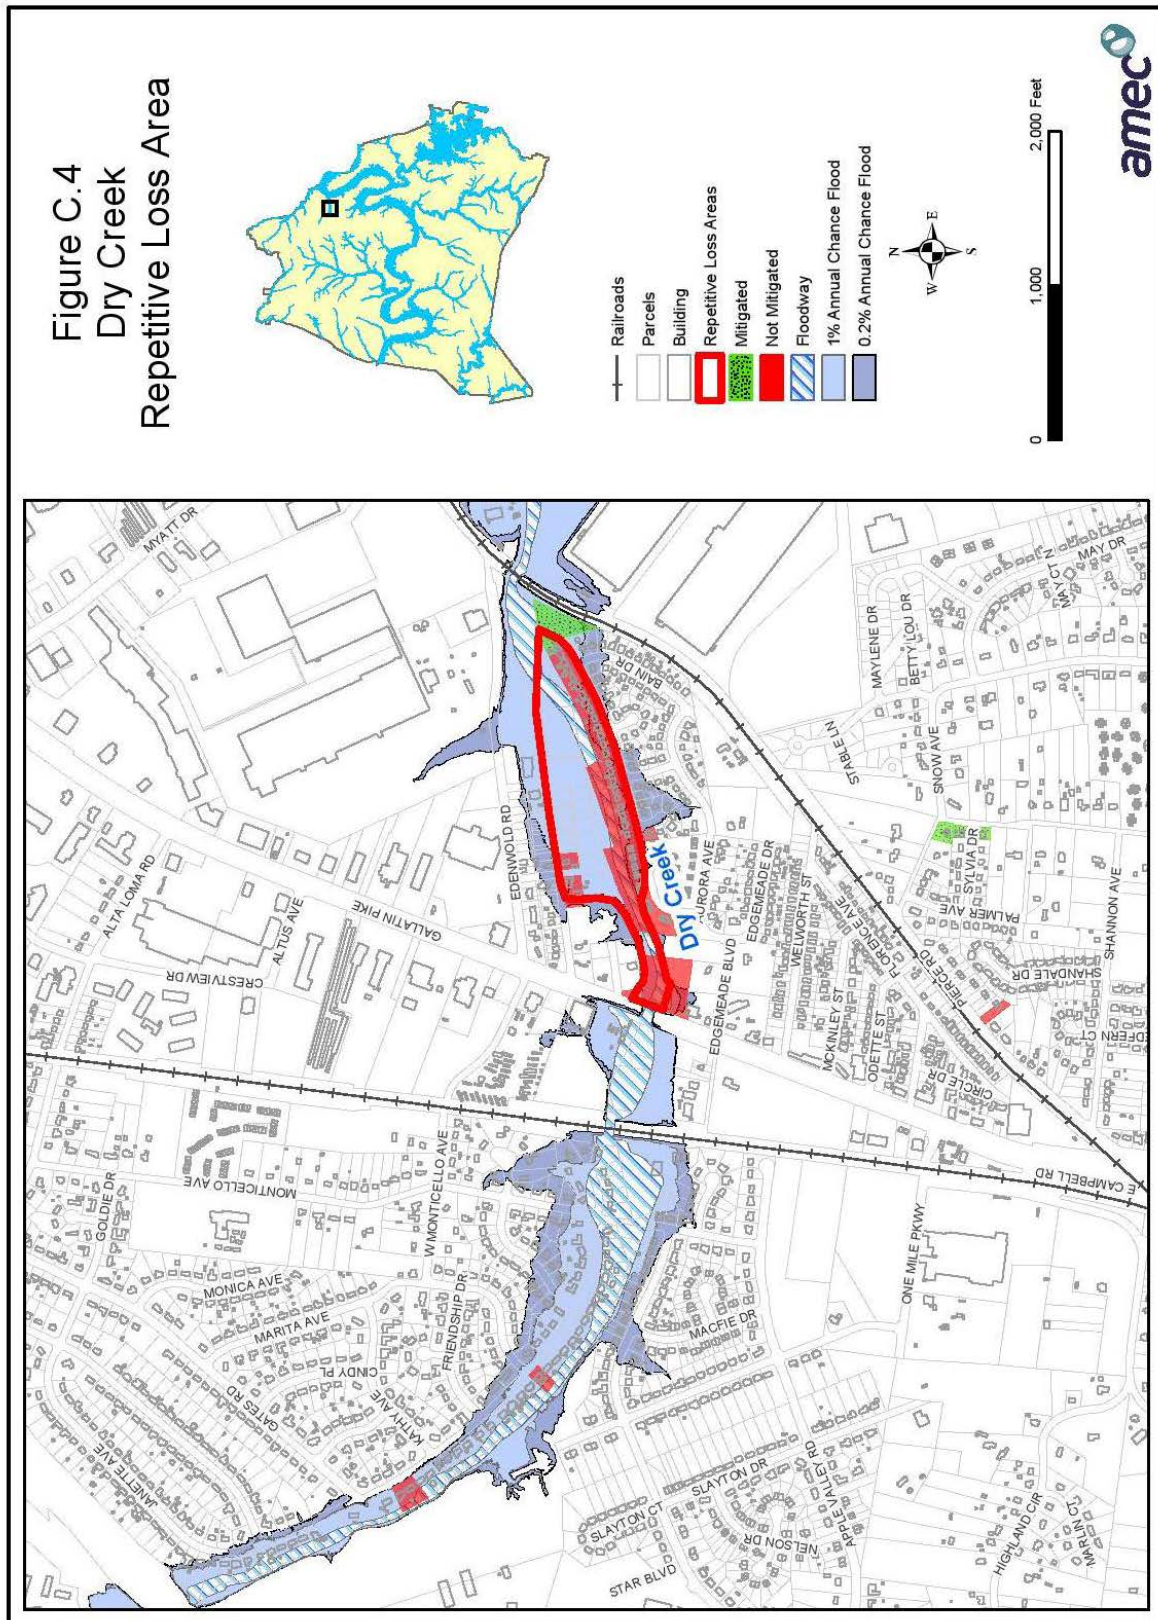 Figure C.4
Dry Creek
Repetitive Loss Area
Railroads
Parcels
Building
Repetitive Loss Areas
Mitigated
Not Mitigated
Floodway
1% Annual Chance Flood
0.2% Annual Chance Flood
N
W
E
S
0
1,000
2,000 Feet
amec
MYATT DR
ALTA LOMA RD
CRESTVIEW DR
ALTUS AVE
GALLATIN PIKE
EDENWOLD RD
BAIN DR
Dry Creek
AURORA AVE
EDGEMEADE DR
EDGEMEADE BLVD
WELWORTH ST
MCKINLEY ST
ODETTE ST
FLORENCE AVE
PIERCE RD
CIRCLE DR
STABLE LN
MAYLENE DR
BETTY LOU DR
SNOW AVE
SYLVIA DR
PALMER AVE
SHANNON AVE
SHANDALE DR
EDFERN CT
MAY CT N
MAY DR
E CAMPBELL RD
ONE MILE PKWY
GOLDIE DR
MONTICELLO AVE
W MONTICELLO AVE
MONICA AVE
MARITA AVE
FRIENDSHIP DR
CINDY PL
KATHY AVE
GATES RD
JANETTE AVE
MACFIE DR
SLAYTON DR
SLAYTON CT
NELSON DR
APPLE VALLEY RD
STAR BLVD
HIGHLAND CIR
MARLIN CT